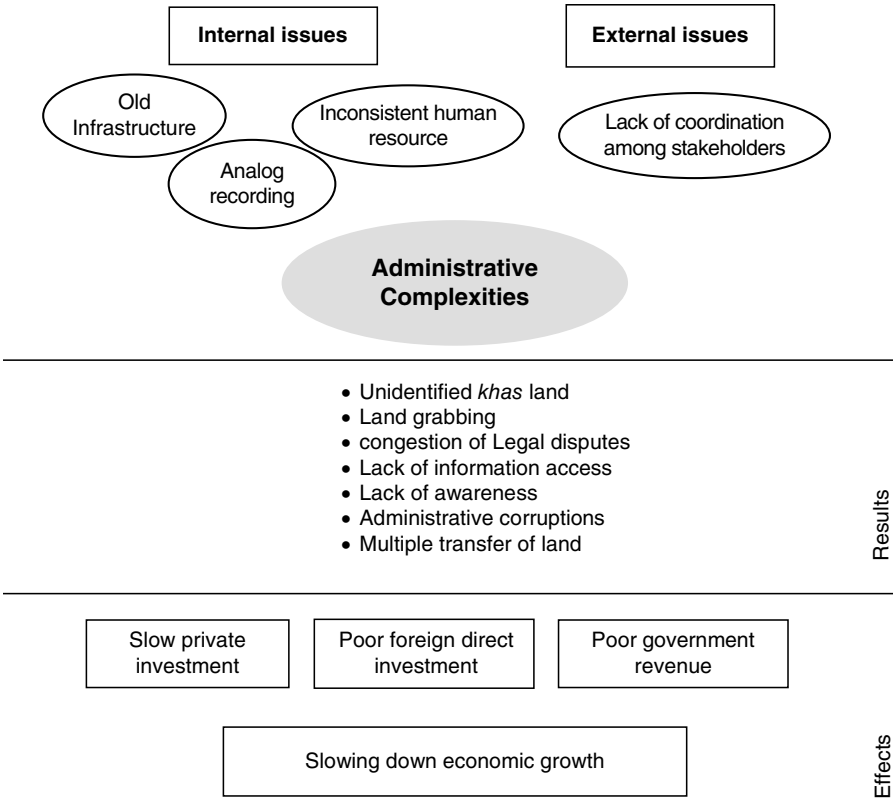 Internal issues
External issues
Old
Infrastructure
Inconsistent human
resource
Analog
recording
Lack of coordination
among stakeholders
Administrative
Complexities
• Unidentified khas land
• Land grabbing
• congestion of Legal disputes
• Lack of information access
• Lack of awareness
• Administrative corruptions
• Multiple transfer of land
Results
Slow private
investment
Poor foreign direct
investment
Poor government
revenue
Slowing down economic growth
Effects